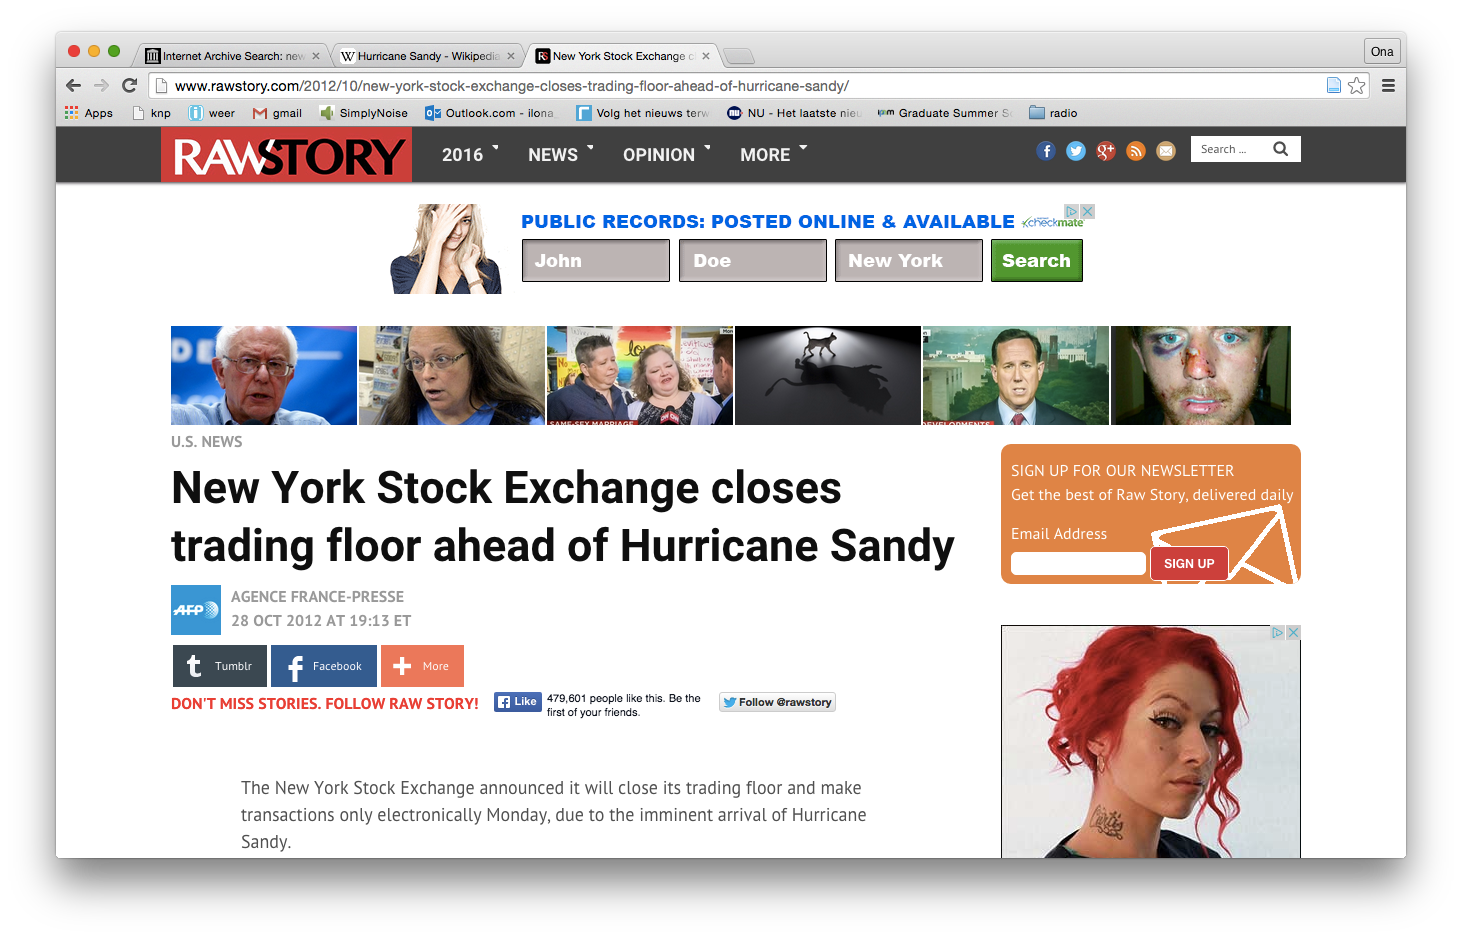 Internet Archive Search: new
Hurricane Sandy - Wikipedia
New York Stock Exchange cl
Ona
www.rawstory.com/2012/10/new-york-stock-exchange-closes-trading-floor-ahead-of-hurricane-sandy/
Apps knp weer gmail SimplyNoise Outlook.com - ilona Volg het nieuws terw NU - Het laatste nieu Graduate Summer Sc radio
RAWSTORY
2016 NEWS OPINION MORE
Search ...
PUBLIC RECORDS: POSTED ONLINE & AVAILABLE checkmate
John Doe New York Search
love
SAME-SEX MARRIAGE
DEVELOPMENTS
U.S. NEWS
New York Stock Exchange closes
trading floor ahead of Hurricane Sandy
AFP
AGENCE FRANCE-PRESSE
28 OCT 2012 AT 19:13 ET
Tumblr Facebook More
DON'T MISS STORIES. FOLLOW RAW STORY!
Like 479,601 people like this. Be the
first of your friends.
Follow @rawstory
The New York Stock Exchange announced it will close its trading floor and make
transactions only electronically Monday, due to the imminent arrival of Hurricane
Sandy.
SIGN UP FOR OUR NEWSLETTER
Get the best of Raw Story, delivered daily
Email Address
SIGN UP